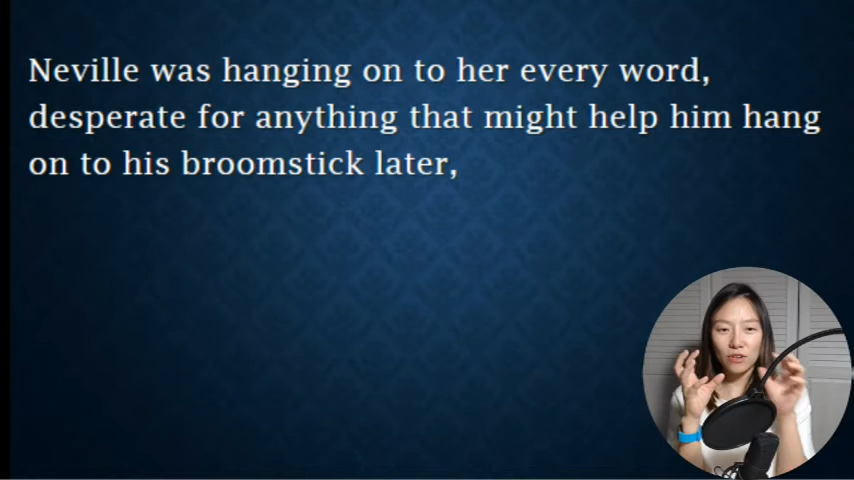 Neville was hanging on to her every word,
desperate for anything that might help him hang
on to his broomstick later,